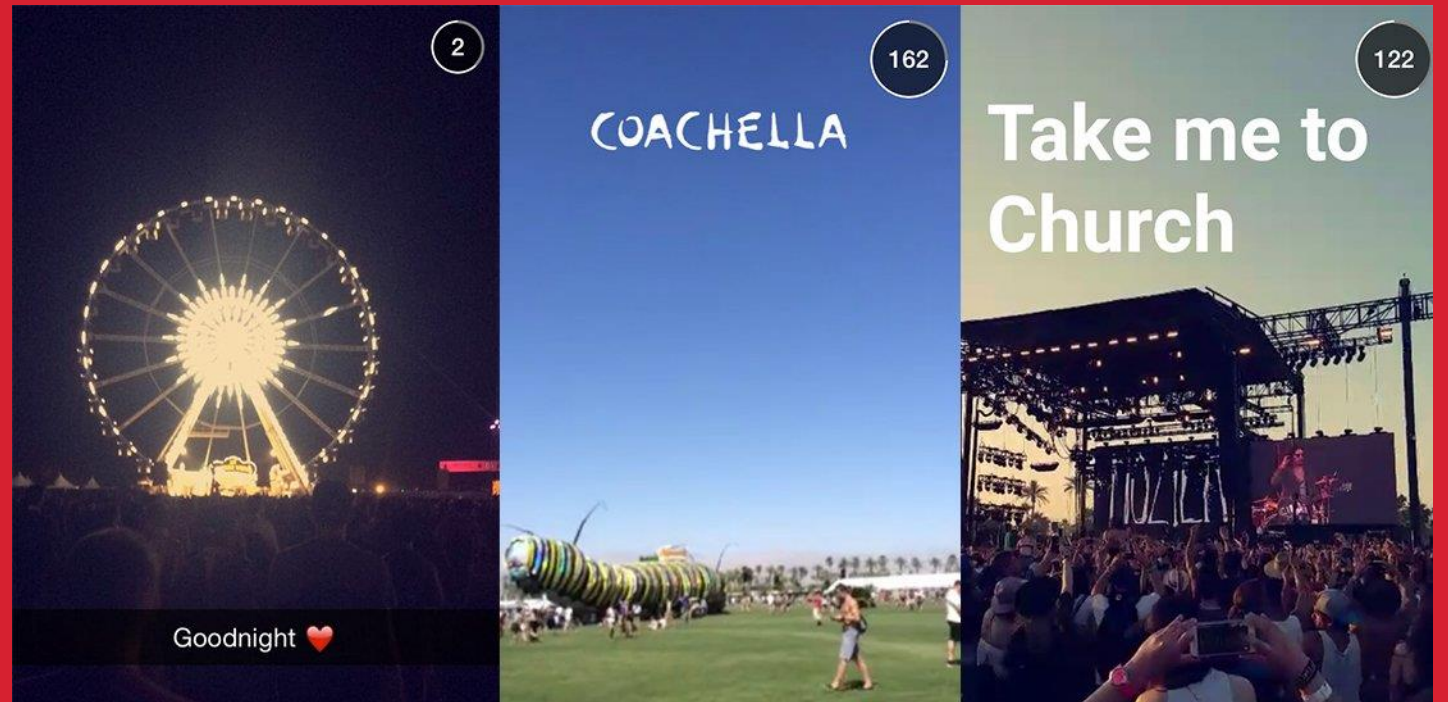 2
Goodnight ❤️
162
COACHELLA
122
Take me to
Church
HOZIER